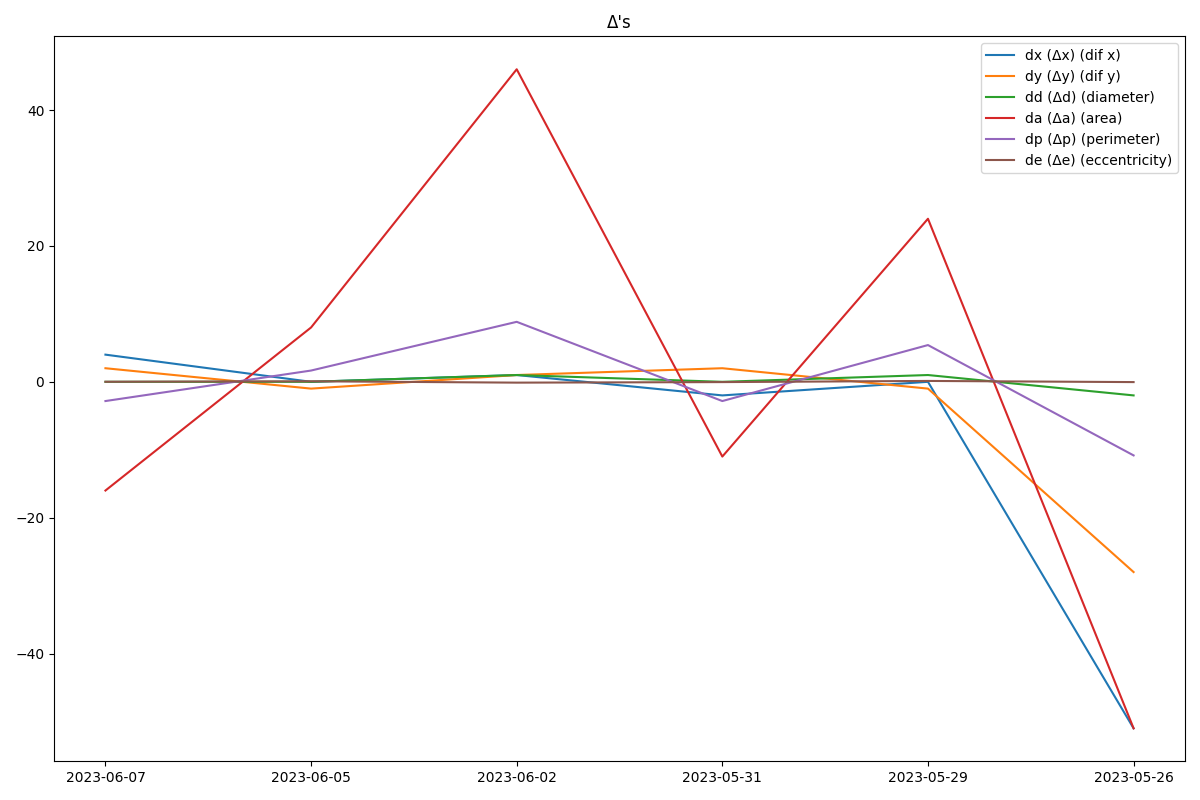 Δ's
dx (Δx) (dif x)
dy (Δy) (dif y)
dd (Δd) (diameter)
da (Δa) (area)
dp (Δp) (perimeter)
de (Δe) (eccentricity)
40
20
0
−20
−40
2023-06-07 2023-06-05 2023-06-02 2023-05-31 2023-05-29 2023-05-26